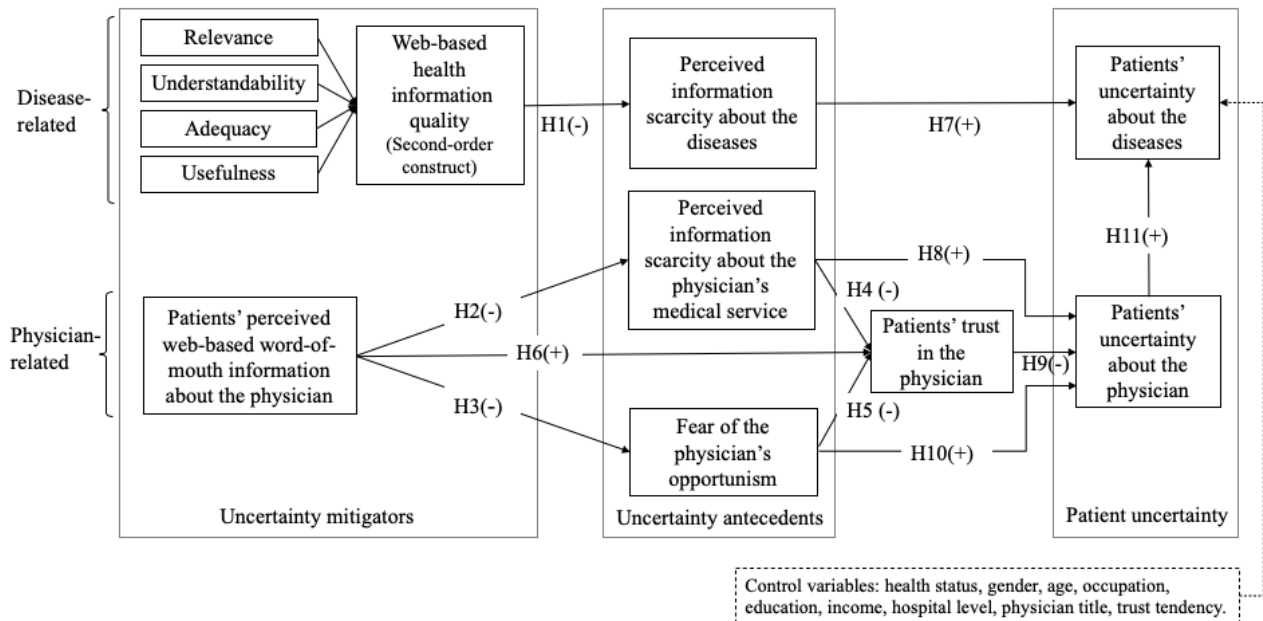 Disease-
related
Relevance
Understandability
Adequacy
Usefulness
Web-based
health
information
quality
(Second-order
construct)
H1(-)
Perceived
information
scarcity about the
diseases
H7(+)
Patients’
uncertainty
about the
diseases
Physician-
related
Patients’ perceived
web-based word-of-
mouth information
about the physician
H2(-)
H6(+)
H3(-)
Perceived
information
scarcity about the
physician’s
medical service
Fear of the
physician’s
opportunism
H8(+)
H4 (-)
H5 (-)
H10(+)
Patients’ trust
in the
physician
H9(-)
H11(+)
Patients’
uncertainty
about the
physician
Uncertainty mitigators
Uncertainty antecedents
Patient uncertainty
Control variables: health status, gender, age, occupation,
education, income, hospital level, physician title, trust tendency.